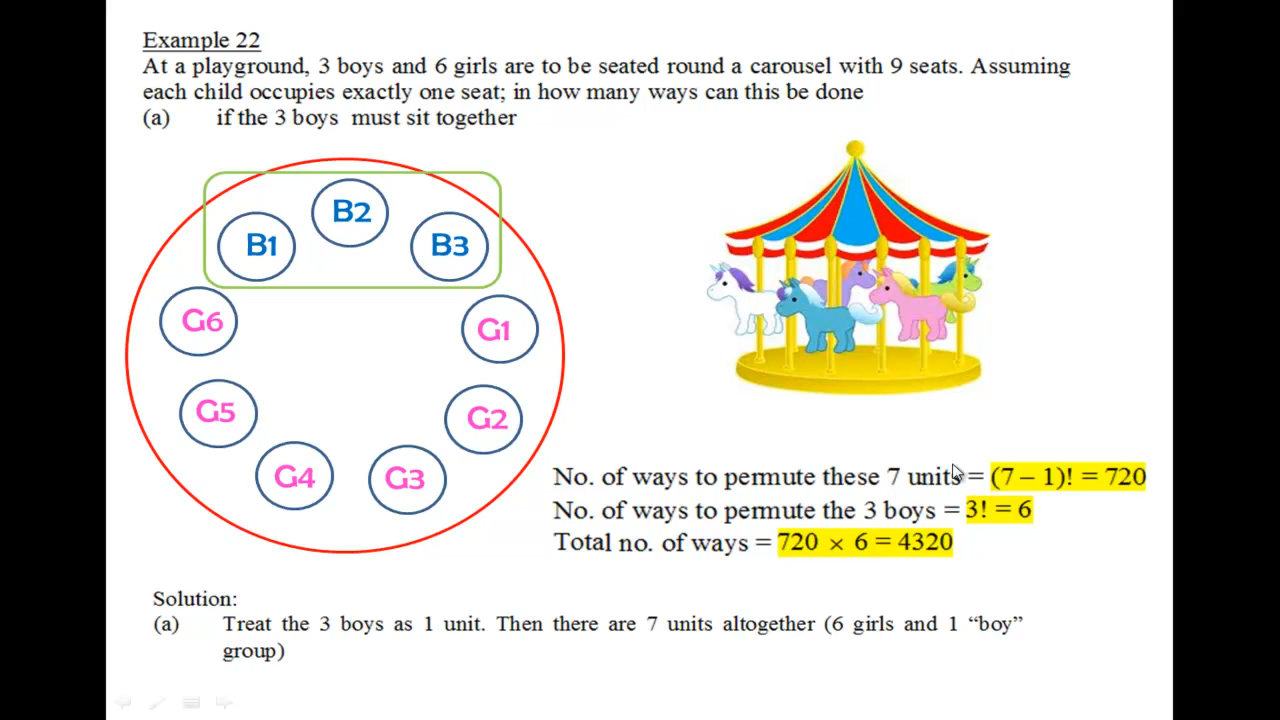 Example 22
At a playground, 3 boys and 6 girls are to be seated round a carousel with 9 seats. Assuming
each child occupies exactly one seat; in how many ways can this be done
(a) if the 3 boys must sit together
B2
B1
B3
G6
G1
G5
G2
G4
G3
No. of ways to permute these 7 units = (7 – 1)! = 720
No. of ways to permute the 3 boys = 3! = 6
Total no. of ways = 720 × 6 = 4320
Solution:
(a) Treat the 3 boys as 1 unit. Then there are 7 units altogether (6 girls and 1 “boy”
group)